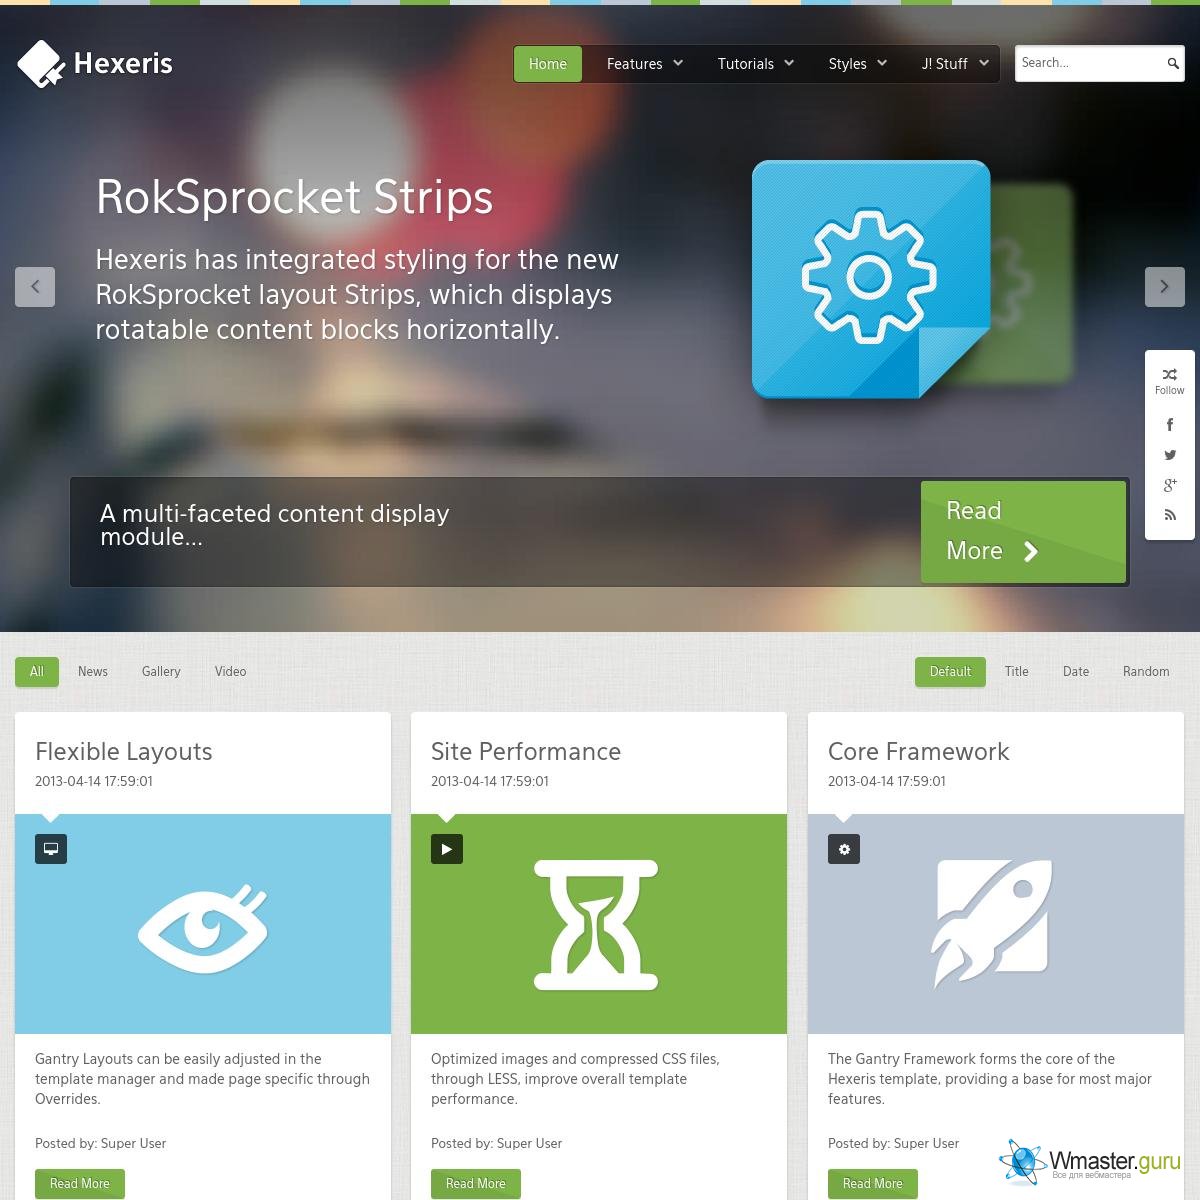 Hexeris
Home
Features
Tutorials
Styles
J! Stuff
Search...
RokSprocket Strips
Hexeris has integrated styling for the new
RokSprocket layout Strips, which displays
rotatable content blocks horizontally.
Follow
A multi-faceted content display
module...
Read
More
All
News
Gallery
Video
Default
Title
Date
Random
Flexible Layouts
2013-04-14 17:59:01
Gantry Layouts can be easily adjusted in the
template manager and made page specific through
Overrides.
Posted by: Super User
Read More
Site Performance
2013-04-14 17:59:01
Optimized images and compressed CSS files,
through LESS, improve overall template
performance.
Posted by: Super User
Read More
Core Framework
2013-04-14 17:59:01
The Gantry Framework forms the core of the
Hexeris template, providing a base for most major
features.
Posted by: Super User
Read More
Wmaster.guru
Все для вебмастера